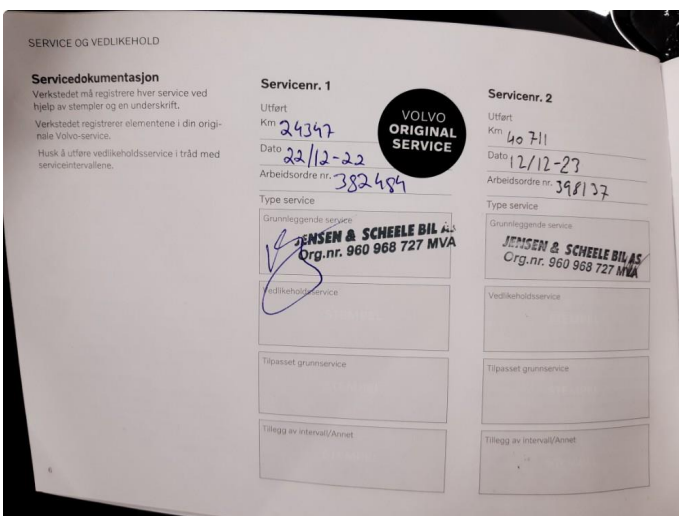 SERVICE OG VEDLIKEHOLD
Servicedokumentasjon
Verkstedet må registrere hver service ved
hjelp av stempler og en underskrift.
Verkstedet registrerer elementene i din origi-
nale Volvo-service.
Husk å utføre vedlikeholdsservice i tråd med
serviceintervallene.
Servicenr. 1
Utført
Km 24347
Dato 22/12-22
Arbeidsordre nr. 382484
Type service
Grunnleggende service
JENSEN & SCHEELE BIL AS
Org.nr. 960 968 727 MVA
Vedlikeholdsservice
Tilpasset grunnservice
Tillegg av intervall/Annet
VOLVO
ORIGINAL
SERVICE
Servicenr. 2
Utført
Km 40711
Dato 12/12-23
Arbeidsordre nr. 398137
Type service
Grunnleggende service
JENSEN & SCHEELE BIL AS
Org.nr. 960 968 727 MVA
Vedlikeholdsservice
Tilpasset grunnservice
Tillegg av intervall/Annet
6